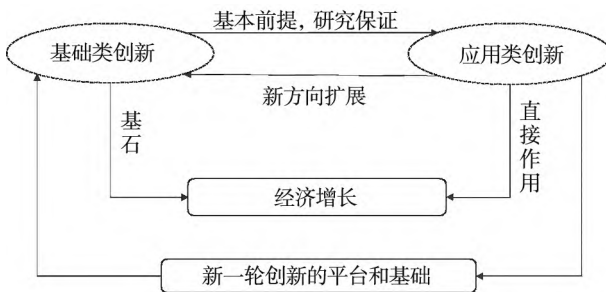 基本前提，研究保证
基础类创新
应用类创新
新方向扩展
基石
直接作用
经济增长
新一轮创新的平台和基础